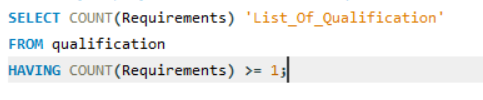 SELECT COUNT(Requirements) 'List_Of_Qualification'
FROM qualification
HAVING COUNT(Requirements) >= 1;